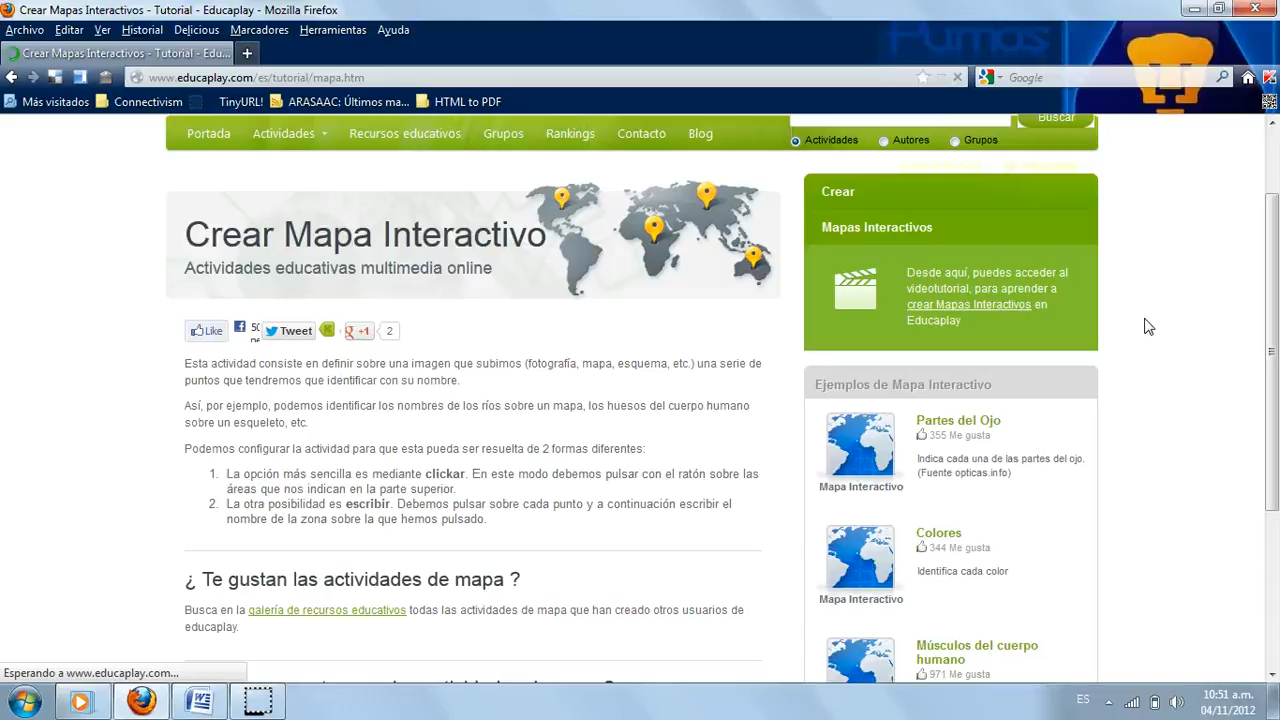 Crear Mapas Interactivos - Tutorial - Educaplay - Mozilla Firefox
Archivo Editar Ver Historial Delicious Marcadores Herramientas Ayuda
Pumas
Crear Mapas Interactivos - Tutorial - Edu... +
www.educaplay.com/es/tutorial/mapa.htm
Google
Más visitados Connectivism TinyURL! ARASAAC: Últimos ma... HTML to PDF
Portada Actividades Recursos educativos Grupos Rankings Contacto Blog
Buscar
Actividades Autores Grupos
Crear Mapa Interactivo
Actividades educativas multimedia online
Like
Tweet
+1
2
Esta actividad consiste en definir sobre una imagen que subimos (fotografía, mapa, esquema, etc.) una serie de
puntos que tendremos que identificar con su nombre.
Así, por ejemplo, podemos identificar los nombres de los ríos sobre un mapa, los huesos del cuerpo humano
sobre un esqueleto, etc.
Podemos configurar la actividad para que esta pueda ser resuelta de 2 formas diferentes:
1. La opción más sencilla es mediante clickar. En este modo debemos pulsar con el ratón sobre las
áreas que nos indican en la parte superior.
2. La otra posibilidad es escribir. Debemos pulsar sobre cada punto y a continuación escribir el
nombre de la zona sobre la que hemos pulsado.
¿ Te gustan las actividades de mapa ?
Busca en la galería de recursos educativos todas las actividades de mapa que han creado otros usuarios de
educaplay.
Crear
Mapas Interactivos
Desde aquí, puedes acceder al
videotutorial, para aprender a
crear Mapas Interactivos en
Educaplay
Ejemplos de Mapa Interactivo
Partes del Ojo
355 Me gusta
Indica cada una de las partes del ojo.
(Fuente opticas.info)
Mapa Interactivo
Colores
344 Me gusta
Identifica cada color
Mapa Interactivo
Músculos del cuerpo
humano
971 Me gusta
Esperando a www.educaplay.com...
ES
10:51 a.m.
04/11/2012